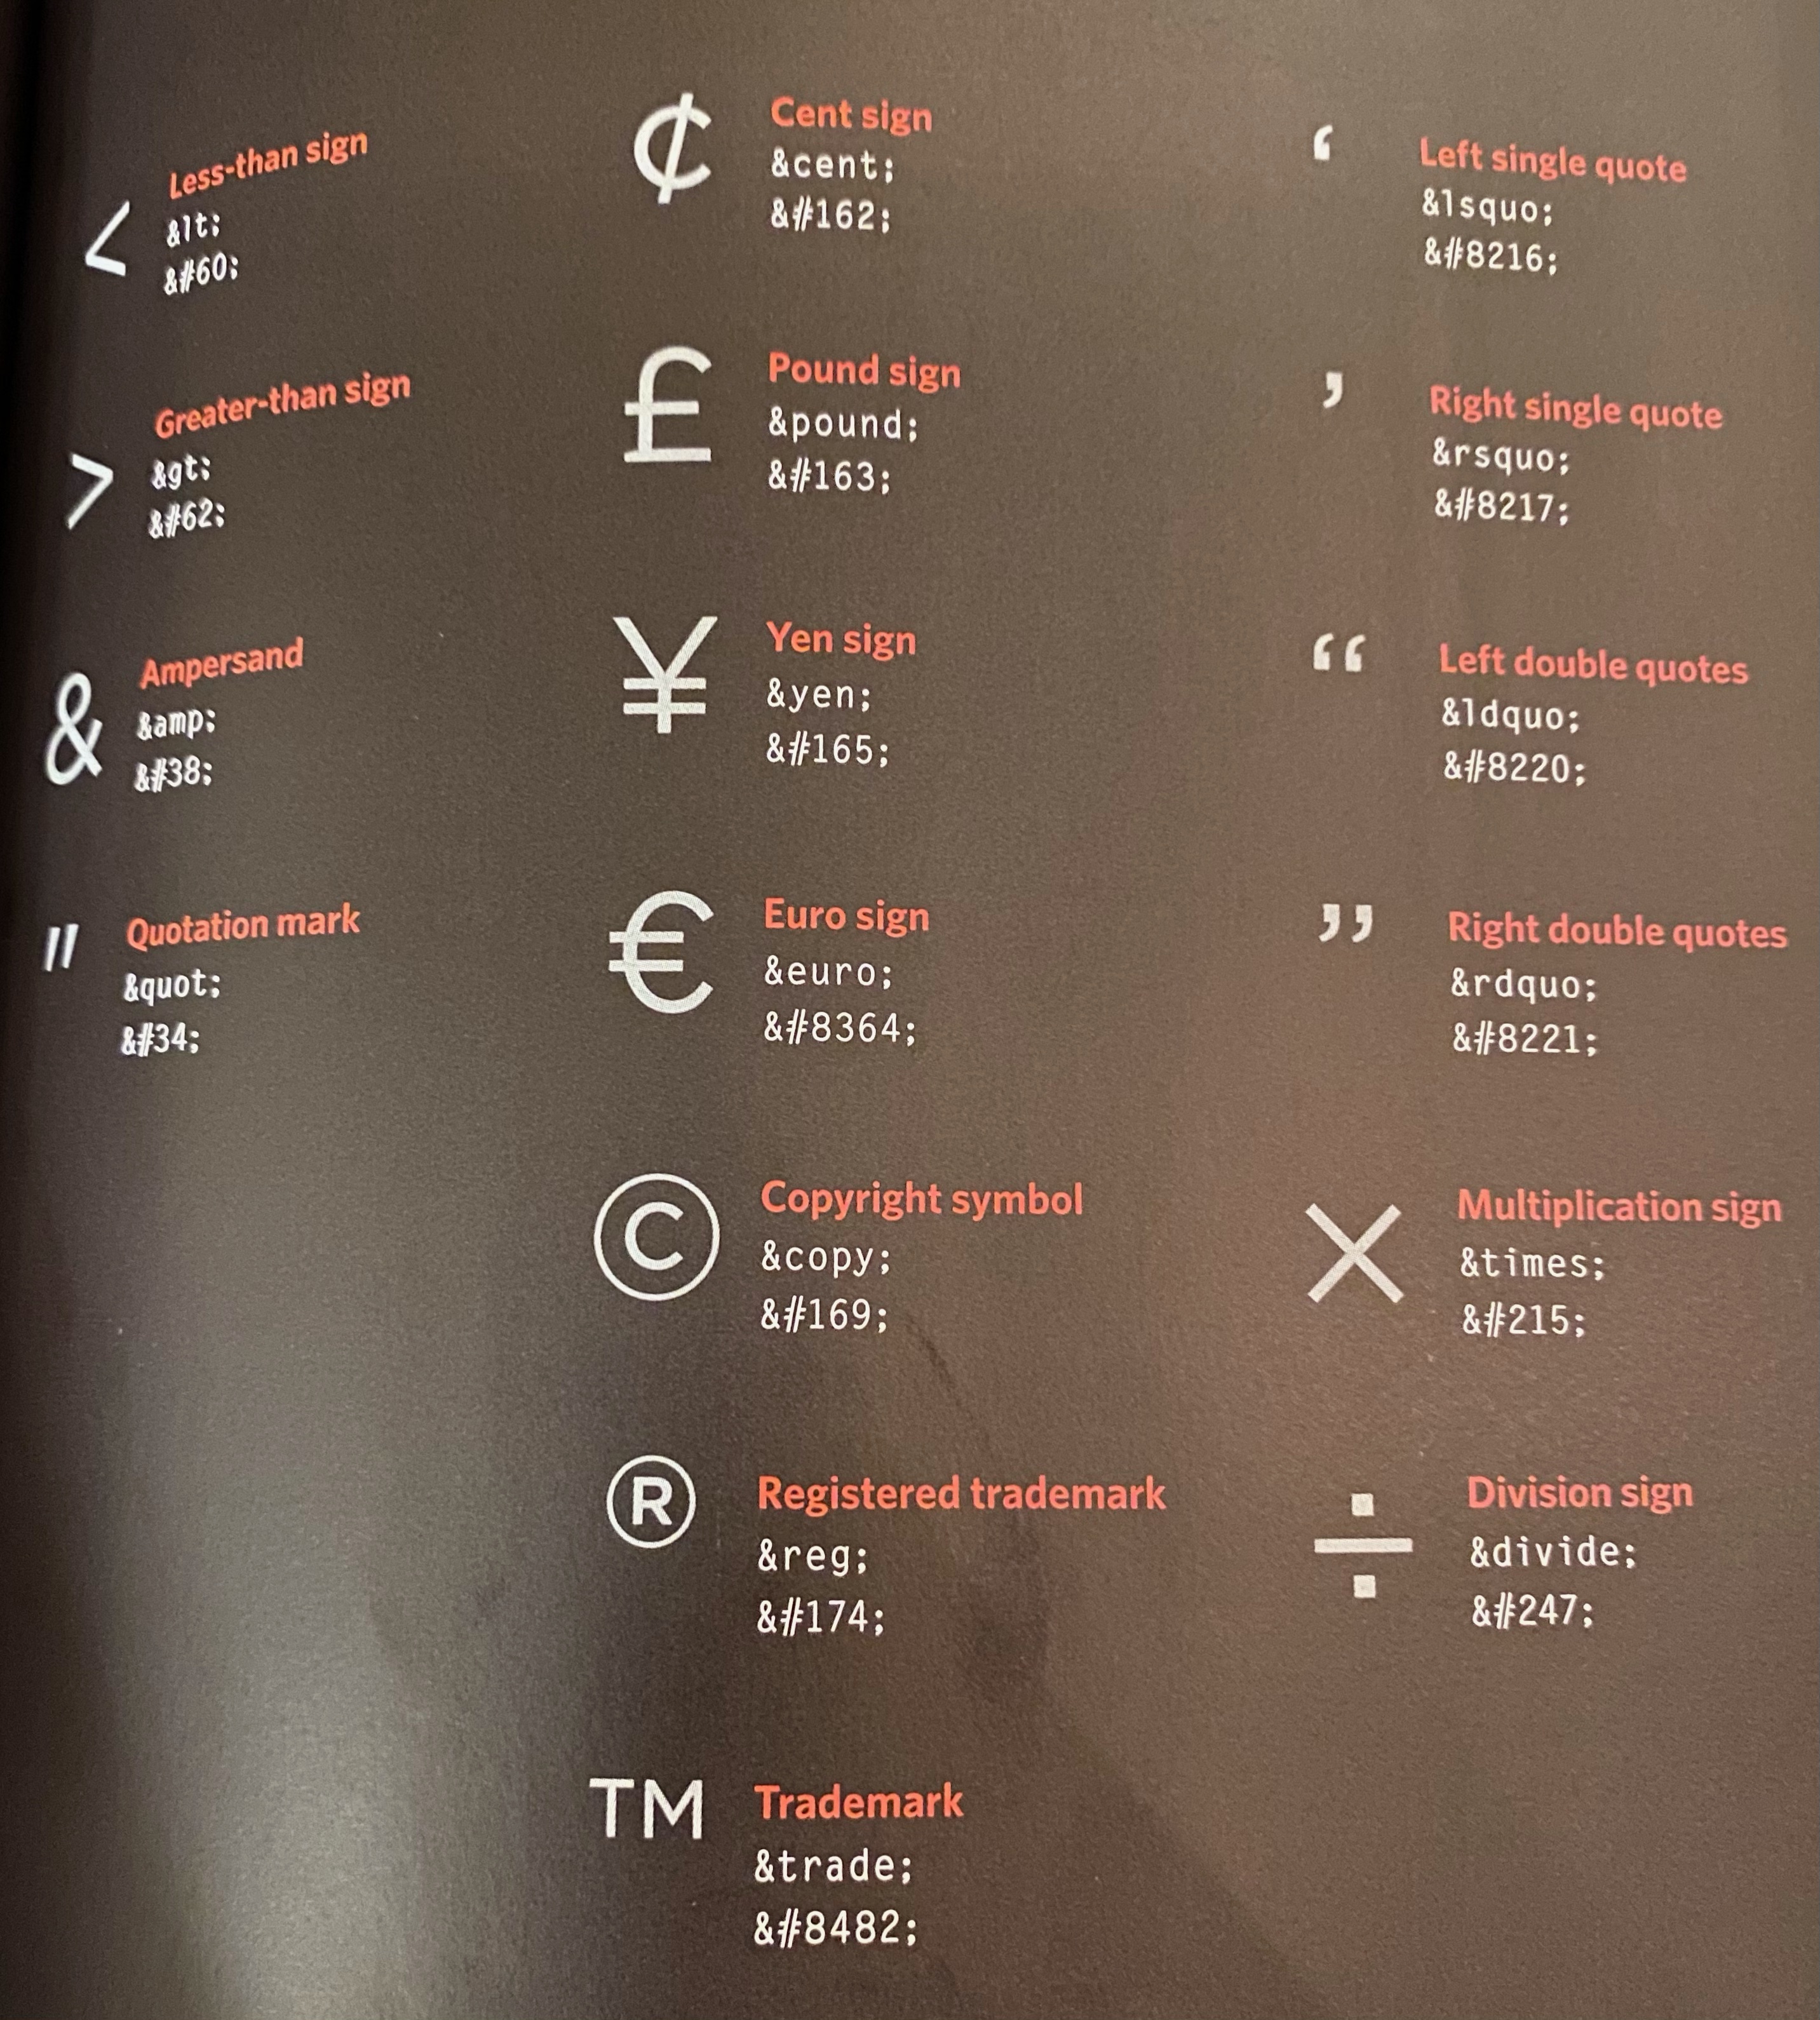 <
Less-than sign
&lt;
&#60;
>
Greater-than sign
&gt;
&#62;
&
Ampersand
&amp;
&#38;
"
Quotation mark
&quot;
&#34;
¢
Cent sign
&cent;
&#162;
£
Pound sign
&pound;
&#163;
¥
Yen sign
&yen;
&#165;
€
Euro sign
&euro;
&#8364;
©
Copyright symbol
&copy;
&#169;
®
Registered trademark
&reg;
&#174;
TM
Trademark
&trade;
&#8482;
‘
Left single quote
&lsquo;
&#8216;
’
Right single quote
&rsquo;
&#8217;
“
Left double quotes
&ldquo;
&#8220;
”
Right double quotes
&rdquo;
&#8221;
×
Multiplication sign
&times;
&#215;
÷
Division sign
&divide;
&#247;